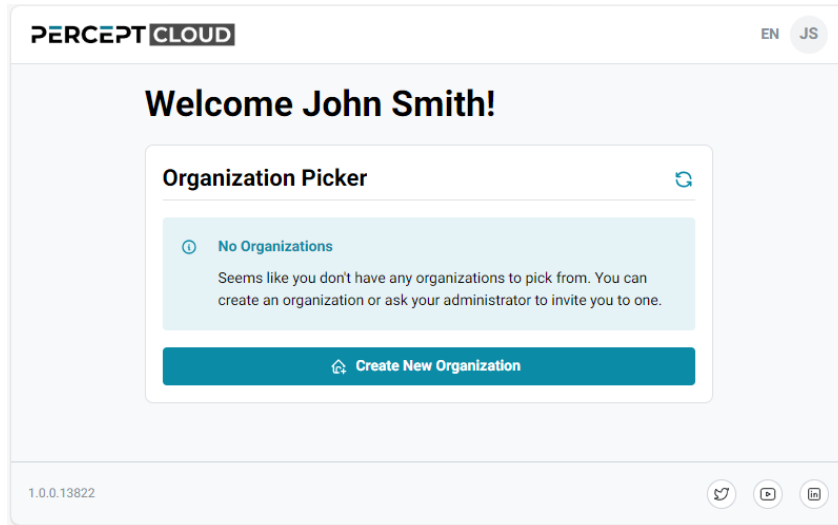 PERCEPT CLOUD
EN JS
Welcome John Smith!
Organization Picker
No Organizations
Seems like you don't have any organizations to pick from. You can
create an organization or ask your administrator to invite you to one.
Create New Organization
1.0.0.13822
in